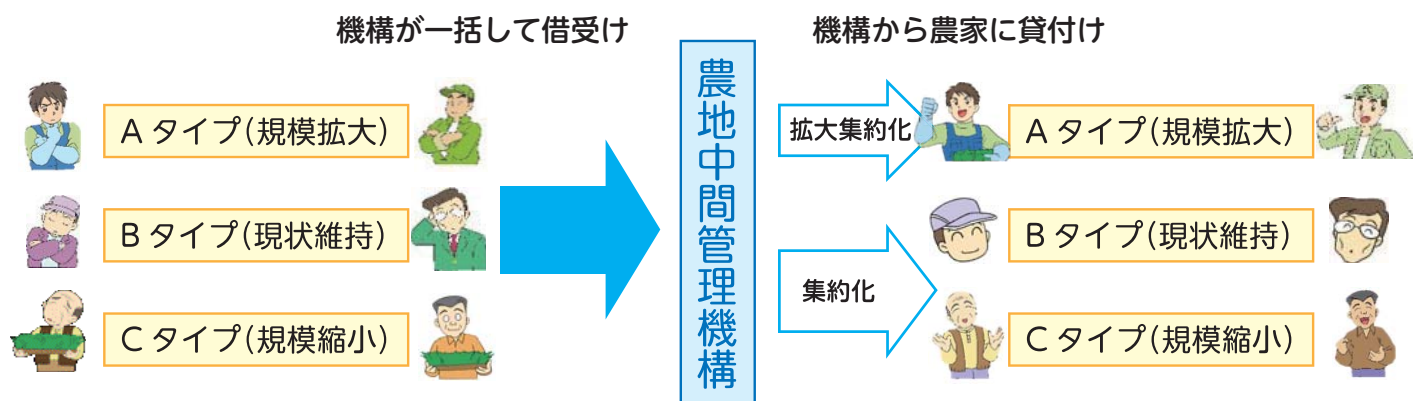 機構が一括して借受け
機構から農家に貸付け
Aタイプ(規模拡大)
Bタイプ(現状維持)
Cタイプ(規模縮小)
農地中間管理機構
拡大集約化
集約化
Aタイプ(規模拡大)
Bタイプ(現状維持)
Cタイプ(規模縮小)